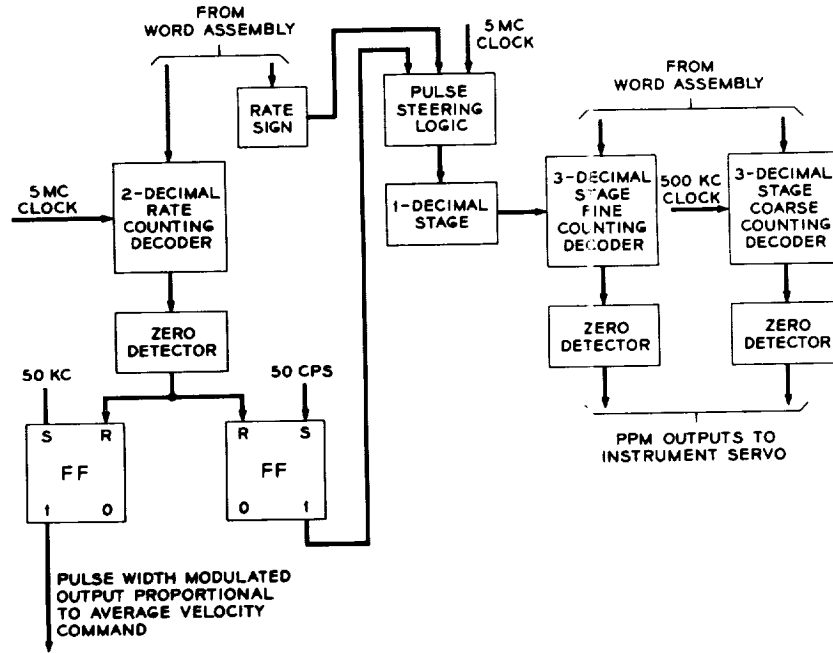 FROM
WORD ASSEMBLY
RATE
SIGN
5 MC
CLOCK
2-DECIMAL
RATE
COUNTING
DECODER
ZERO
DETECTOR
50 KC
S R
FF
1 0
50 CPS
R S
FF
0 1
PULSE WIDTH MODULATED
OUTPUT PROPORTIONAL
TO AVERAGE VELOCITY
COMMAND
5 MC
CLOCK
PULSE
STEERING
LOGIC
1-DECIMAL
STAGE
FROM
WORD ASSEMBLY
3-DECIMAL
STAGE
FINE
COUNTING
DECODER
500 KC
CLOCK
3-DECIMAL
STAGE
COARSE
COUNTING
DECODER
ZERO
DETECTOR
ZERO
DETECTOR
PPM OUTPUTS TO
INSTRUMENT SERVO